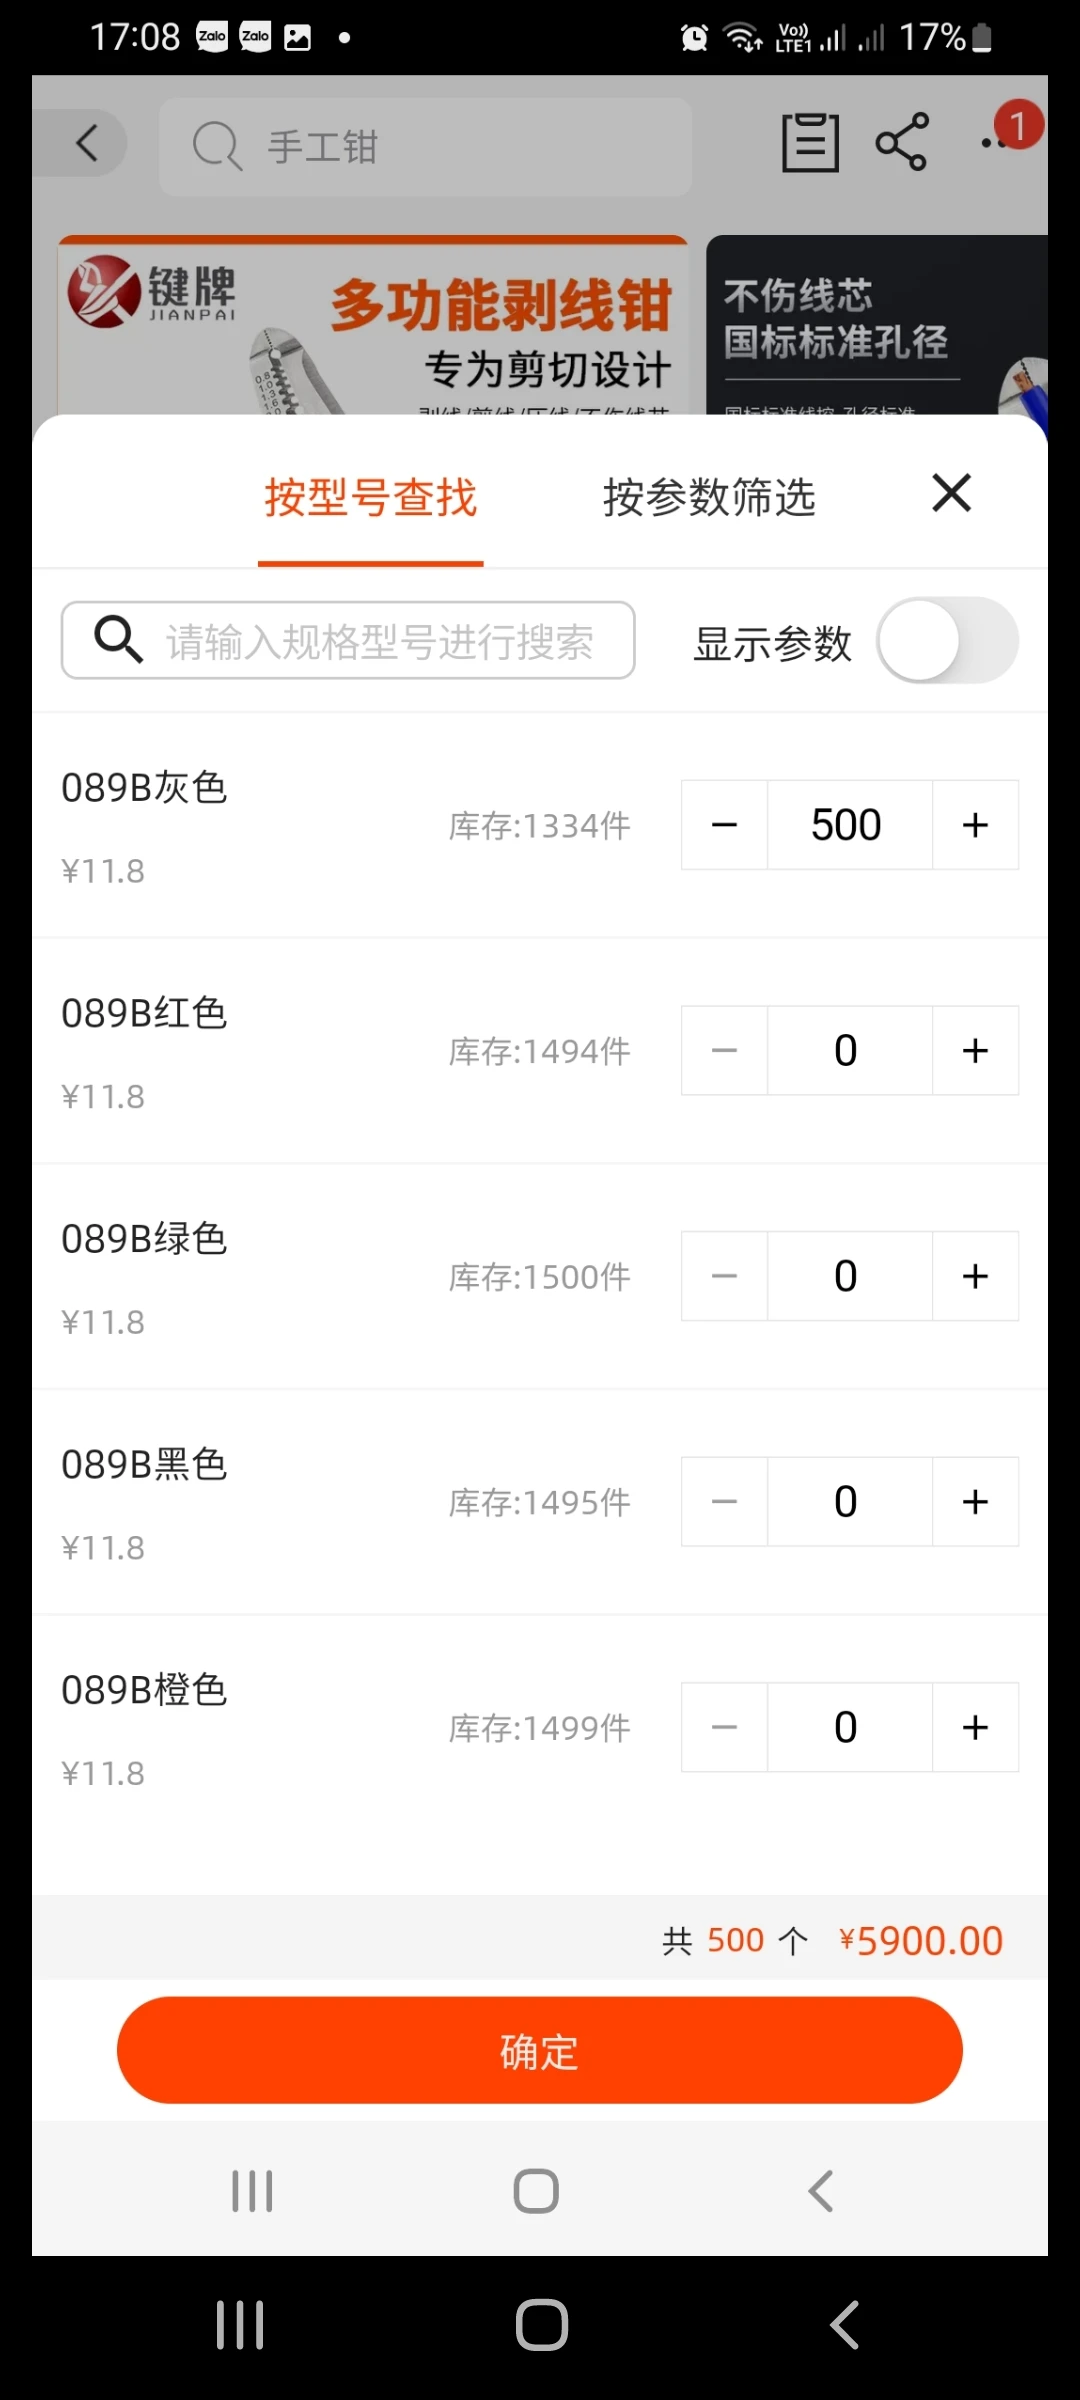 17:08 Zalo Zalo Vo)) LTE1 17%
手工钳
1
键牌
JIANPAI
多功能剥线钳
专为剪切设计
不伤线芯
国标标准孔径
按型号查找 按参数筛选
请输入规格型号进行搜索 显示参数
089B灰色
库存:1334件 500
¥11.8
089B红色
库存:1494件 0
¥11.8
089B绿色
库存:1500件 0
¥11.8
089B黑色
库存:1495件 0
¥11.8
089B橙色
库存:1499件 0
¥11.8
共 500 个 ¥5900.00
确定